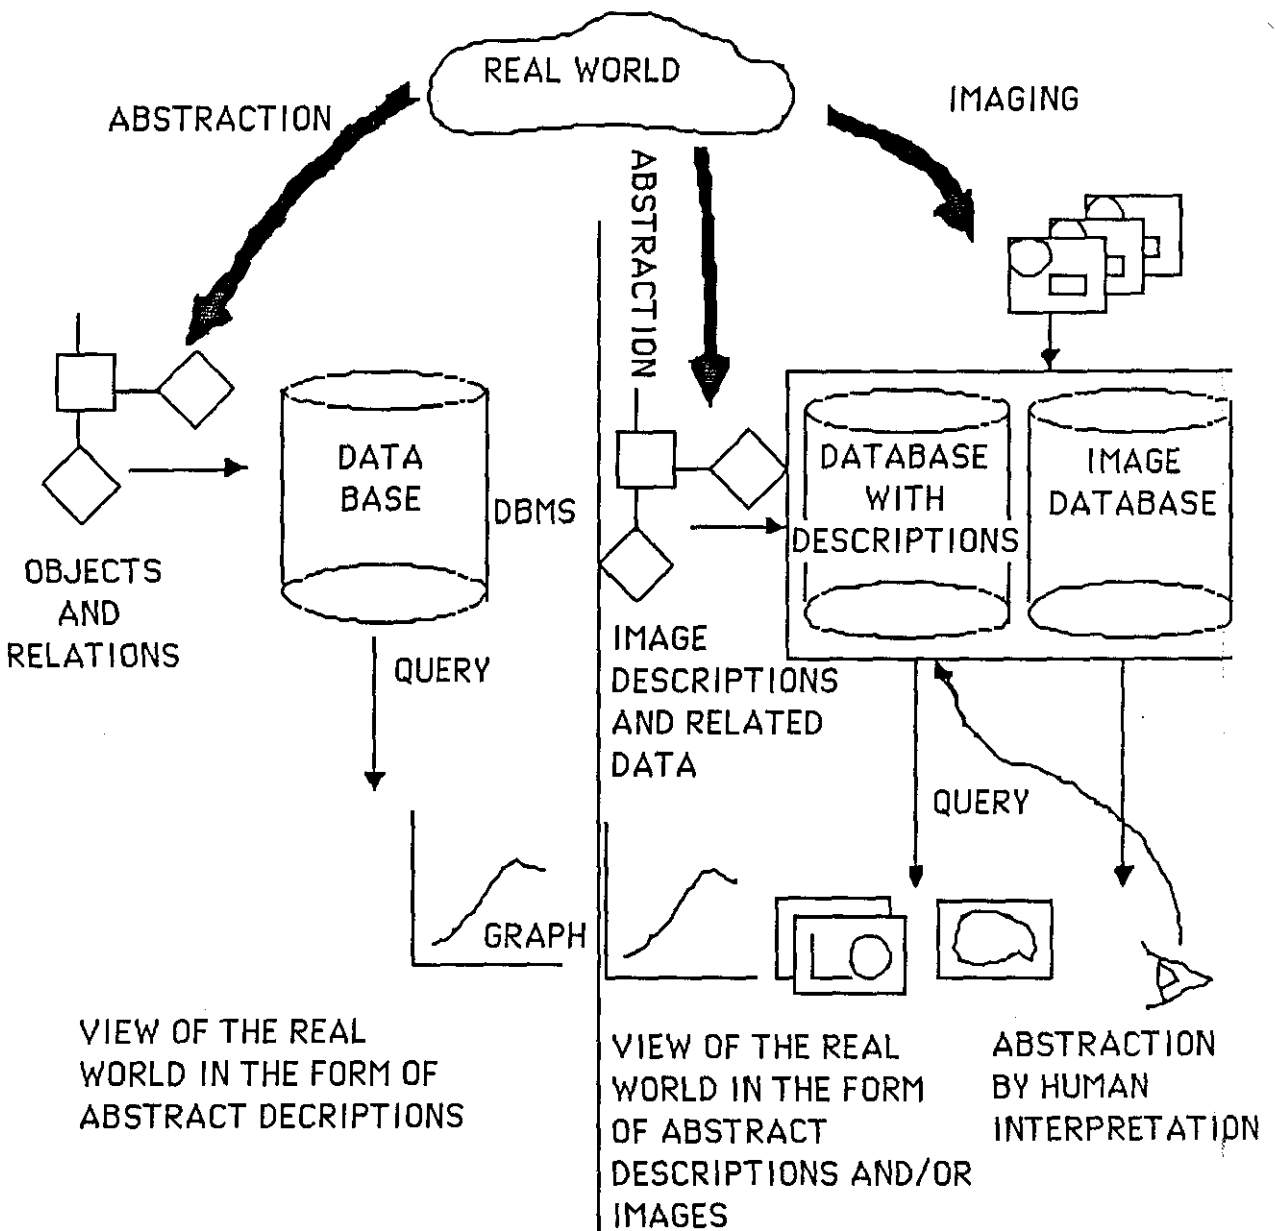 REAL WORLD
ABSTRACTION
IMAGING
ABSTRACTION
DATA
BASE
DBMS
OBJECTS
AND
RELATIONS
QUERY
GRAPH
VIEW OF THE REAL
WORLD IN THE FORM OF
ABSTRACT DECRIPTIONS
DATABASE
WITH
DESCRIPTIONS
IMAGE
DATABASE
IMAGE
DESCRIPTIONS
AND RELATED
DATA
QUERY
VIEW OF THE REAL
WORLD IN THE FORM
OF ABSTRACT
DESCRIPTIONS AND/OR
IMAGES
ABSTRACTION
BY HUMAN
INTERPRETATION